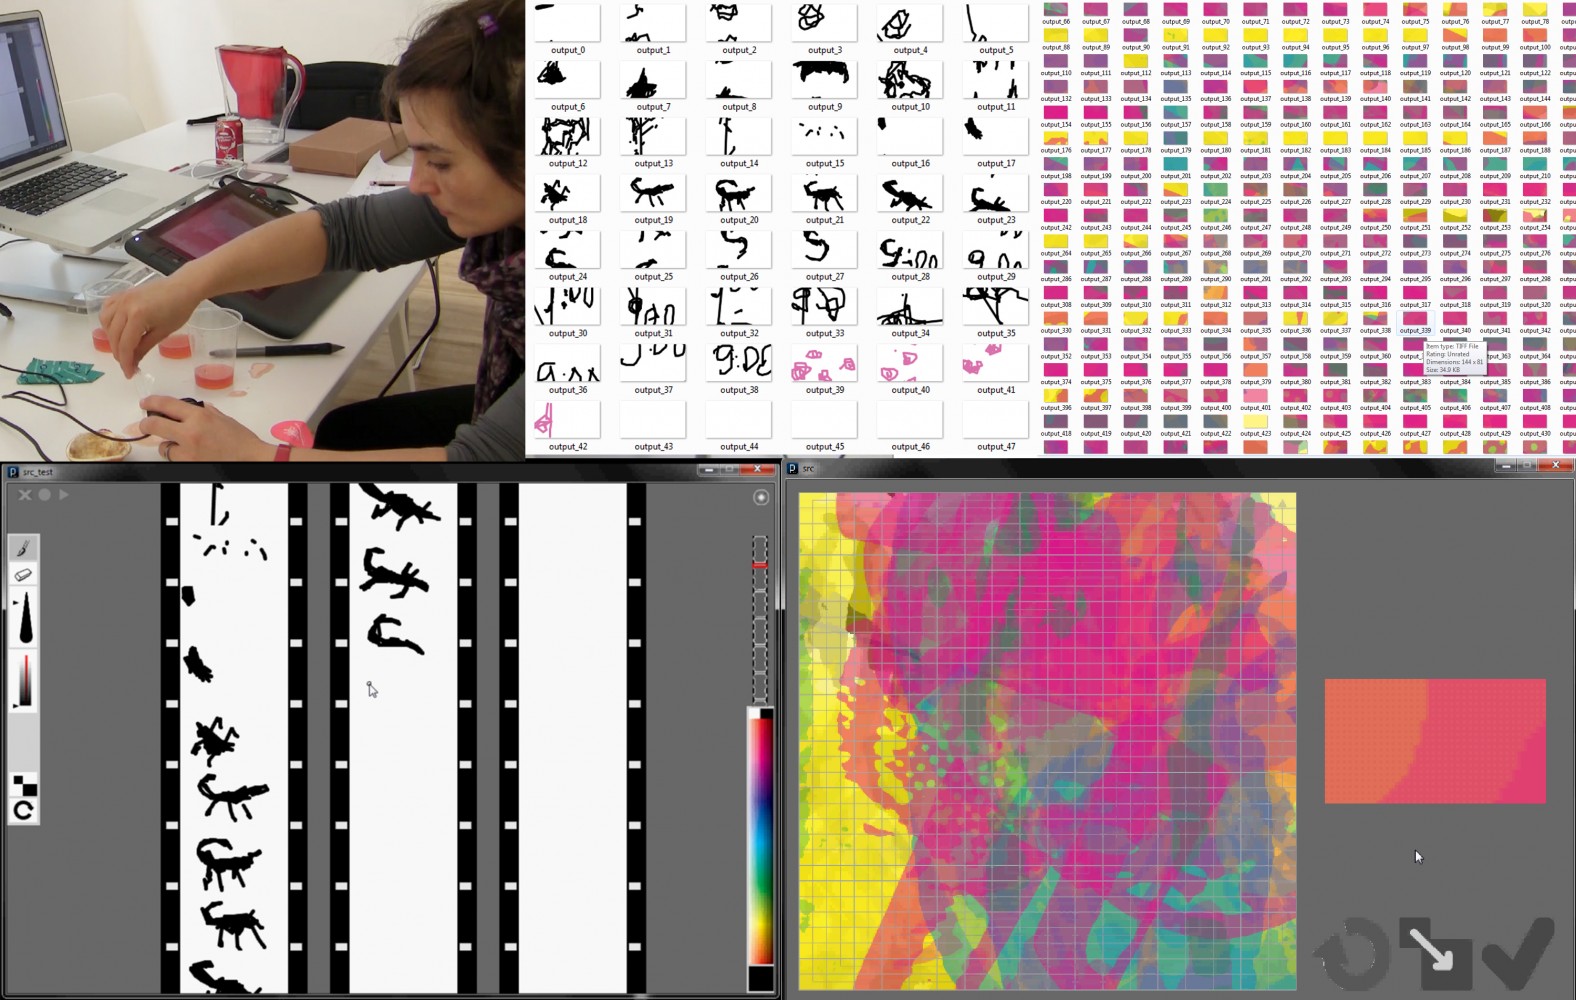 output_0 output_1 output_2 output_3 output_4 output_5
output_6 output_7 output_8 output_9 output_10 output_11
output_12 output_13 output_14 output_15 output_16 output_17
output_18 output_19 output_20 output_21 output_22 output_23
output_24 output_25 output_26 output_27 output_28 output_29
output_30 output_31 output_32 output_33 output_34 output_35
output_36 output_37 output_38 output_39 output_40 output_41
output_42 output_43 output_44 output_45 output_46 output_47
output_66 output_67 output_68 output_69 output_70 output_71 output_72 output_73 output_74 output_75 output_76 output_77 output_78
output_88 output_89 output_90 output_91 output_92 output_93 output_94 output_95 output_96 output_97 output_98 output_99 output_100
output_110 output_111 output_112 output_113 output_114 output_115 output_116 output_117 output_118 output_119 output_120 output_121 output_122
output_132 output_133 output_134 output_135 output_136 output_137 output_138 output_139 output_140 output_141 output_142 output_143 output_144
output_154 output_155 output_156 output_157 output_158 output_159 output_160 output_161 output_162 output_163 output_164 output_165 output_166
output_176 output_177 output_178 output_179 output_180 output_181 output_182 output_183 output_184 output_185 output_186 output_187 output_188
output_198 output_199 output_200 output_201 output_202 output_203 output_204 output_205 output_206 output_207 output_208 output_209 output_210
output_220 output_221 output_222 output_223 output_224 output_225 output_226 output_227 output_228 output_229 output_230 output_231 output_232
output_242 output_243 output_244 output_245 output_246 output_247 output_248 output_249 output_250 output_251 output_252 output_253 output_254
output_264 output_265 output_266 output_267 output_268 output_269 output_270 output_271 output_272 output_273 output_274 output_275 output_276
output_286 output_287 output_288 output_289 output_290 output_291 output_292 output_293 output_294 output_295 output_296 output_297 output_298
output_308 output_309 output_310 output_311 output_312 output_313 output_314 output_315 output_316 output_317 output_318 output_319 output_320
output_330 output_331 output_332 output_333 output_334 output_335 output_336 output_337 output_338 output_339 output_340 output_341 output_342
Item type: TIFF File
Rating: Unrated
Dimensions: 144 x 81
Size: 34.9 KB
output_352 output_353 output_354 output_355 output_356 output_357 output_358 output_359 output_360 output_363 output_364
output_374 output_375 output_376 output_377 output_378 output_379 output_380 output_381 output_382 output_383 output_384 output_385 output_386
output_396 output_397 output_398 output_399 output_400 output_401 output_402 output_403 output_404 output_405 output_406 output_407 output_408
output_418 output_419 output_420 output_421 output_422 output_423 output_424 output_425 output_426 output_427 output_428 output_429 output_430
src_test
src